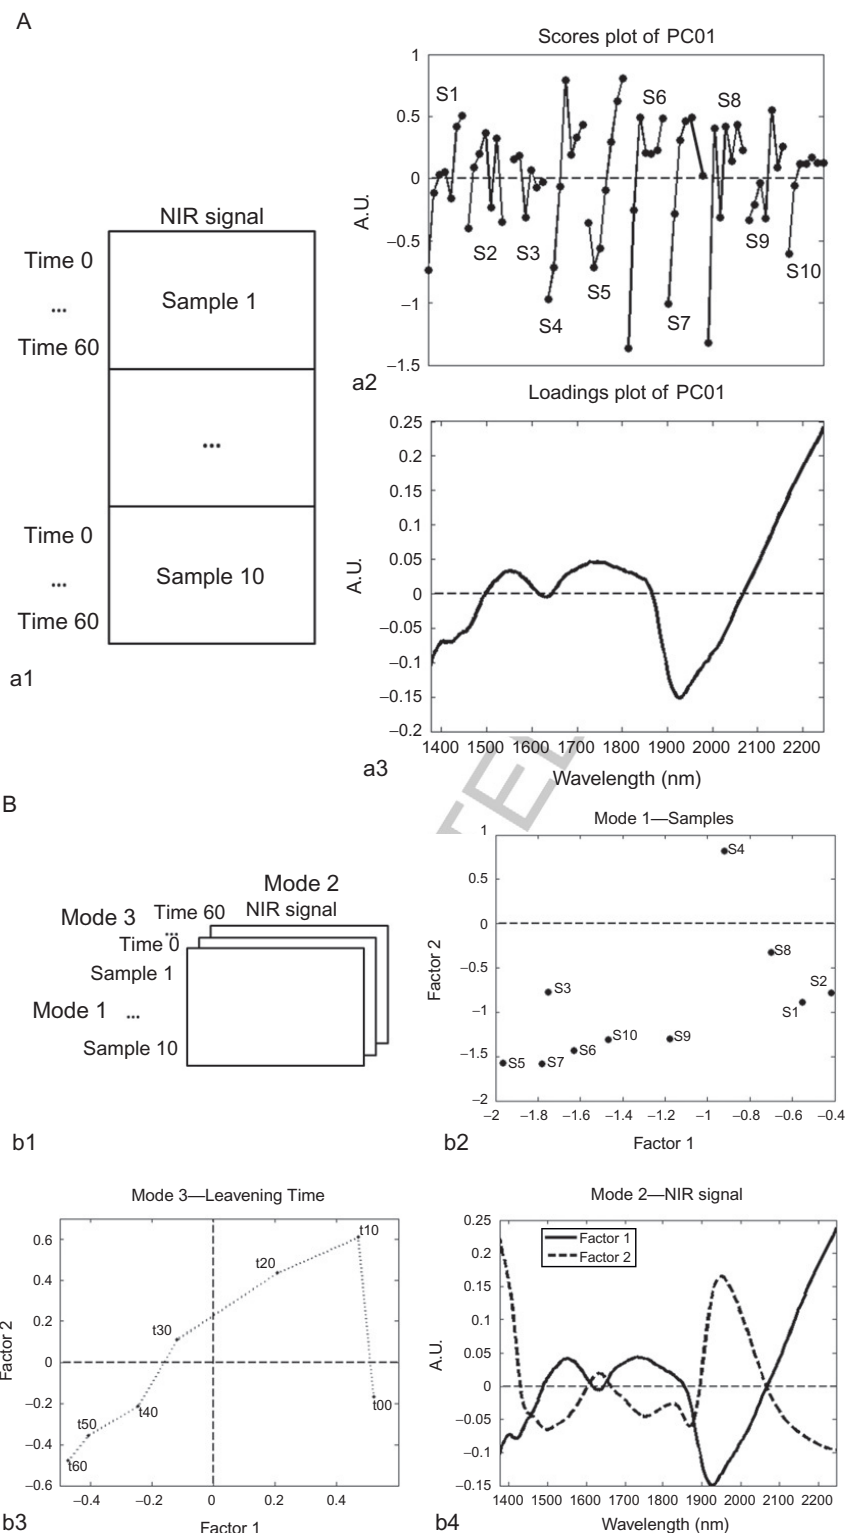 A
NIR signal
Time 0
...
Time 60
Sample 1
...
Time 0
...
Time 60
Sample 10
a1
Scores plot of PC01
A.U.
1
0.5
0
−0.5
−1
−1.5
S1
S2
S3
S4
S5
S6
S7
S8
S9
S10
a2
Loadings plot of PC01
A.U.
0.25
0.2
0.15
0.1
0.05
0
−0.05
−0.1
−0.15
−0.2
1400 1500 1600 1700 1800 1900 2000 2100 2200
Wavelength (nm)
a3
B
Mode 2
NIR signal
Mode 3
Time 60
...
Time 0
Sample 1
Mode 1
...
Sample 10
b1
Mode 1—Samples
Factor 2
1
0.5
0
−0.5
−1
−1.5
−2
S4
S8
S2
S3
S1
S10
S9
S6
S5
S7
−2 −1.8 −1.6 −1.4 −1.2 −1 −0.8 −0.6 −0.4
Factor 1
b2
Mode 3—Leavening Time
Factor 2
0.6
0.4
0.2
0
−0.2
−0.4
−0.6
t10
t20
t30
t00
t40
t50
t60
−0.4 −0.2 0 0.2 0.4
Factor 1
b3
Mode 2—NIR signal
A.U.
0.25
0.2
0.15
0.1
0.05
0
−0.05
−0.1
−0.15
Factor 1
Factor 2
1400 1500 1600 1700 1800 1900 2000 2100 2200
Wavelength (nm)
b4